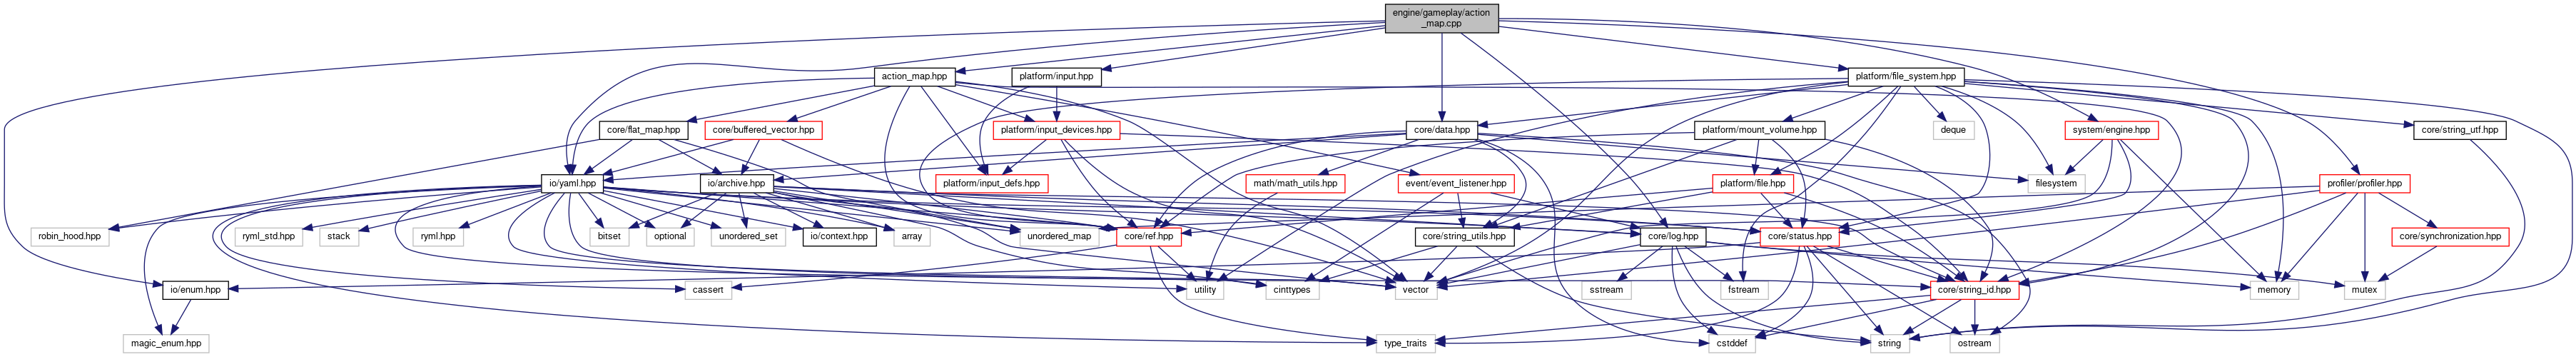 engine/gameplay/action
_map.cpp
action_map.hpp
platform/input.hpp
platform/file_system.hpp
core/flat_map.hpp
core/buffered_vector.hpp
platform/input_devices.hpp
core/data.hpp
platform/mount_volume.hpp
deque
system/engine.hpp
core/string_utf.hpp
io/yaml.hpp
io/archive.hpp
platform/input_defs.hpp
math/math_utils.hpp
event/event_listener.hpp
platform/file.hpp
filesystem
profiler/profiler.hpp
robin_hood.hpp
ryml_std.hpp
stack
ryml.hpp
bitset
optional
unordered_set
io/context.hpp
array
unordered_map
core/ref.hpp
core/string_utils.hpp
core/log.hpp
core/status.hpp
core/synchronization.hpp
io/enum.hpp
cassert
utility
cinttypes
vector
sstream
fstream
core/string_id.hpp
memory
mutex
magic_enum.hpp
type_traits
cstddef
string
ostream